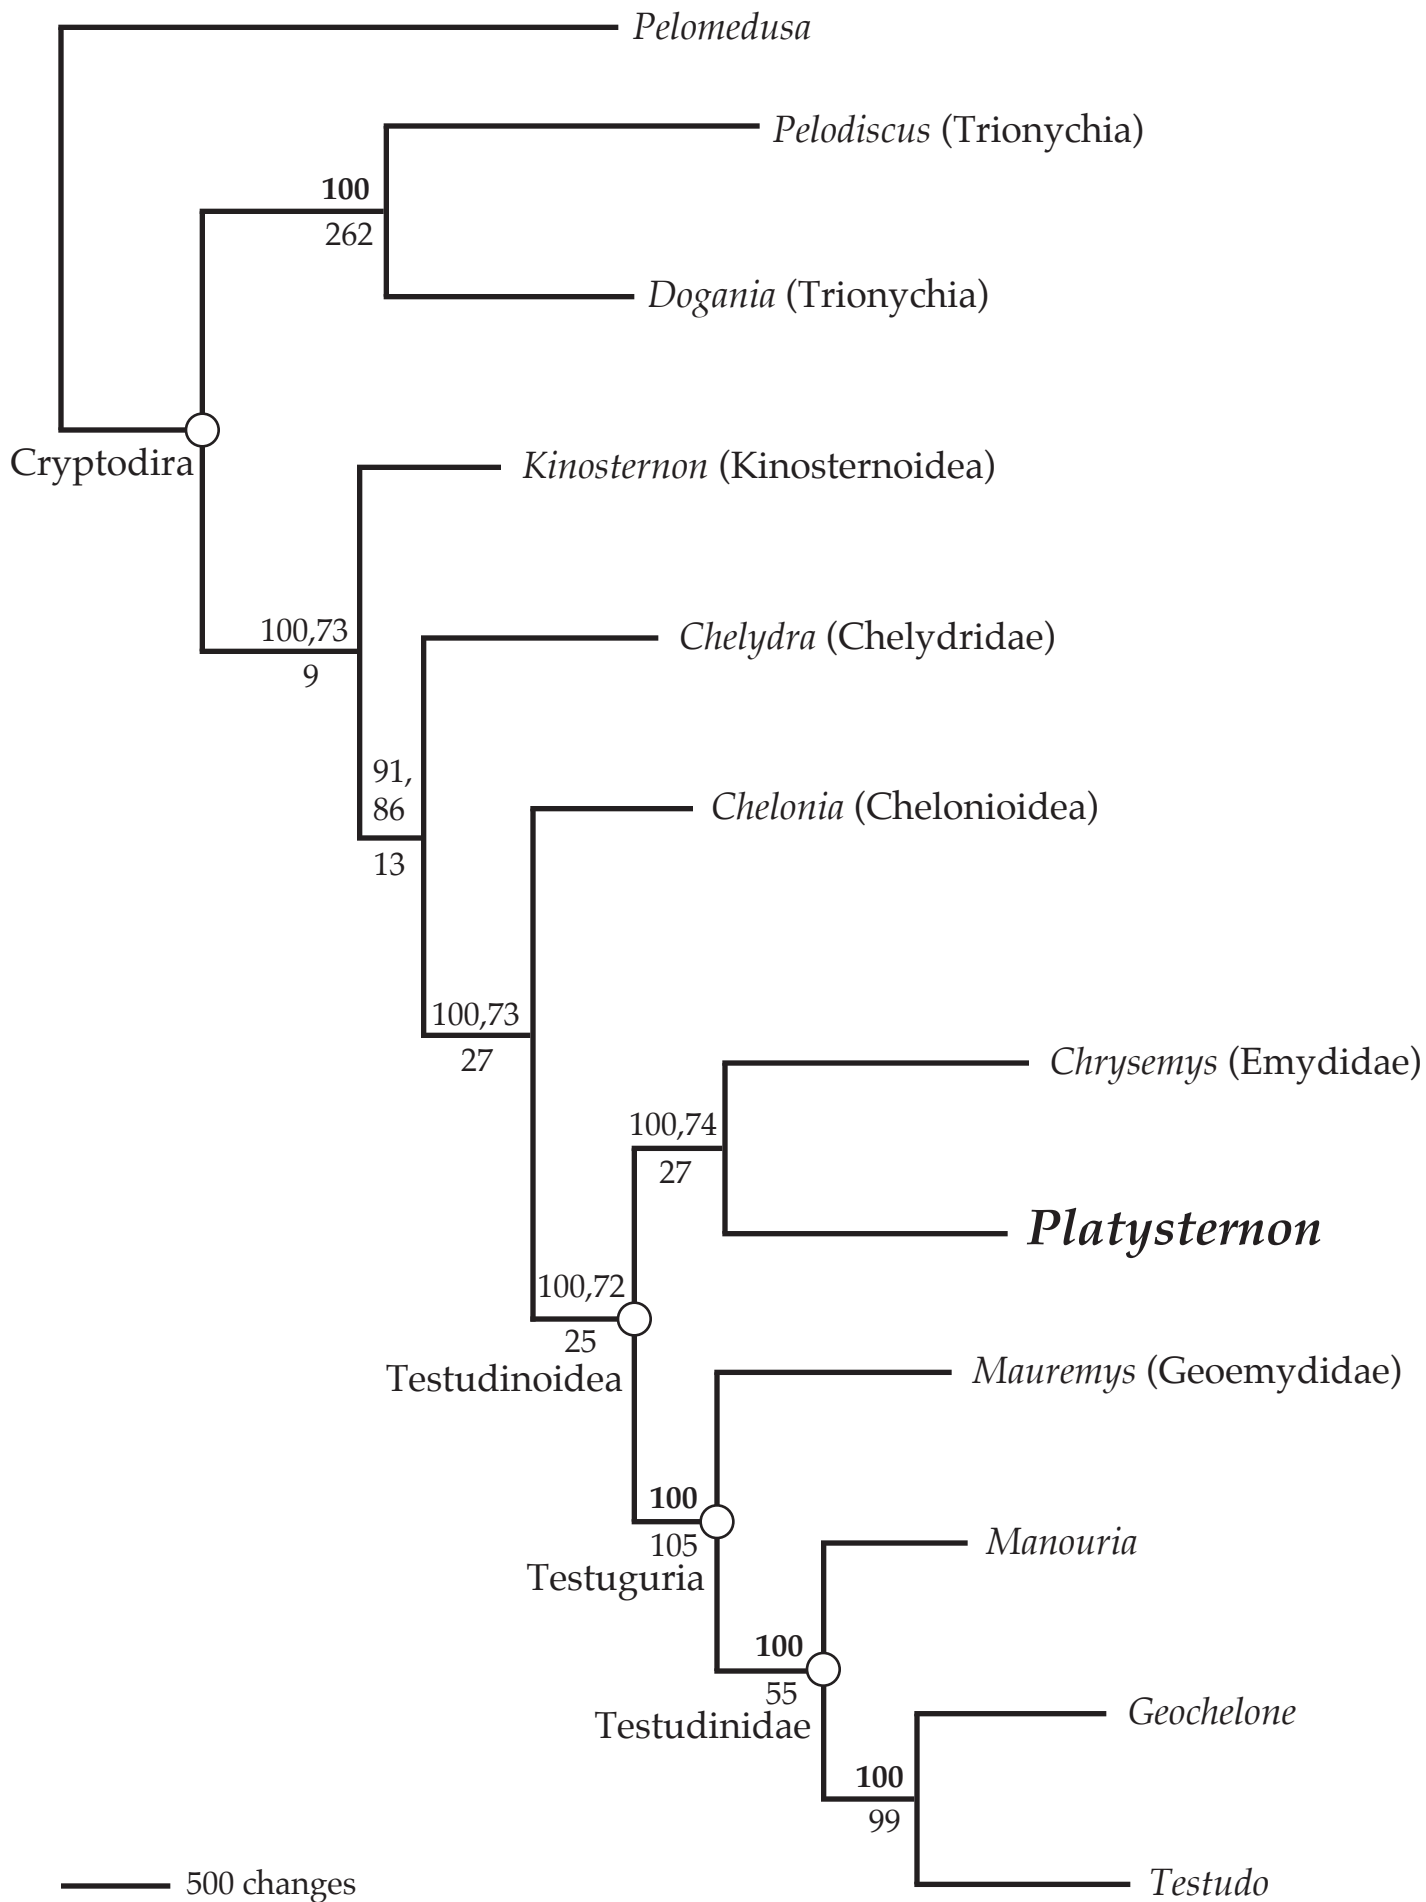 Pelomedusa
Pelodiscus (Trionychia)
100
262
Dogania (Trionychia)
Cryptodira
Kinosternon (Kinosternoidea)
100,73
9
Chelydra (Chelydridae)
91,
86
13
Chelonia (Chelonioidea)
100,73
27
Chrysemys (Emydidae)
100,74
27
Platysternon
100,72
25
Testudinoidea
Mauremys (Geoemydidae)
100
105
Testuguria
Manouria
100
55
Testudinidae
Geochelone
100
99
Testudo
500 changes